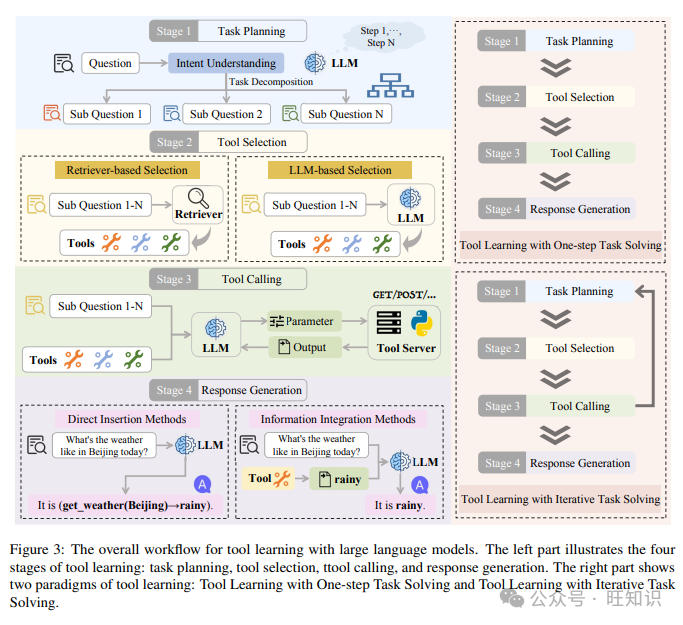 Stage 1 Task Planning
Step 1,···,
Step N
Question
Intent Understanding
LLM
Task Decomposition
Sub Question 1
Sub Question 2
Sub Question N
Stage 2 Tool Selection
Retriever-based Selection
Sub Question 1-N
Retriever
Tools
LLM-based Selection
Sub Question 1-N
LLM
Tools
Stage 3 Tool Calling
Sub Question 1-N
Tools
LLM
Parameter
Output
GET/POST/...
Tool Server
Stage 4 Response Generation
Direct Insertion Methods
What's the weather
like in Beijing today?
LLM
A
It is (get_weather(Beijing)→rainy).
Information Integration Methods
What's the weather
like in Beijing today?
Tool
rainy
LLM
A
It is rainy.
Stage 1 Task Planning
Stage 2 Tool Selection
Stage 3 Tool Calling
Stage 4 Response Generation
Tool Learning with One-step Task Solving
Stage 1 Task Planning
Stage 2 Tool Selection
Stage 3 Tool Calling
Stage 4 Response Generation
Tool Learning with Iterative Task Solving
Figure 3: The overall workflow for tool learning with large language models. The left part illustrates the four
stages of tool learning: task planning, tool selection, ttool calling, and response generation. The right part shows
two paradigms of tool learning: Tool Learning with One-step Task Solving and Tool Learning with Iterative Task
Solving.
公众号 · 旺知识